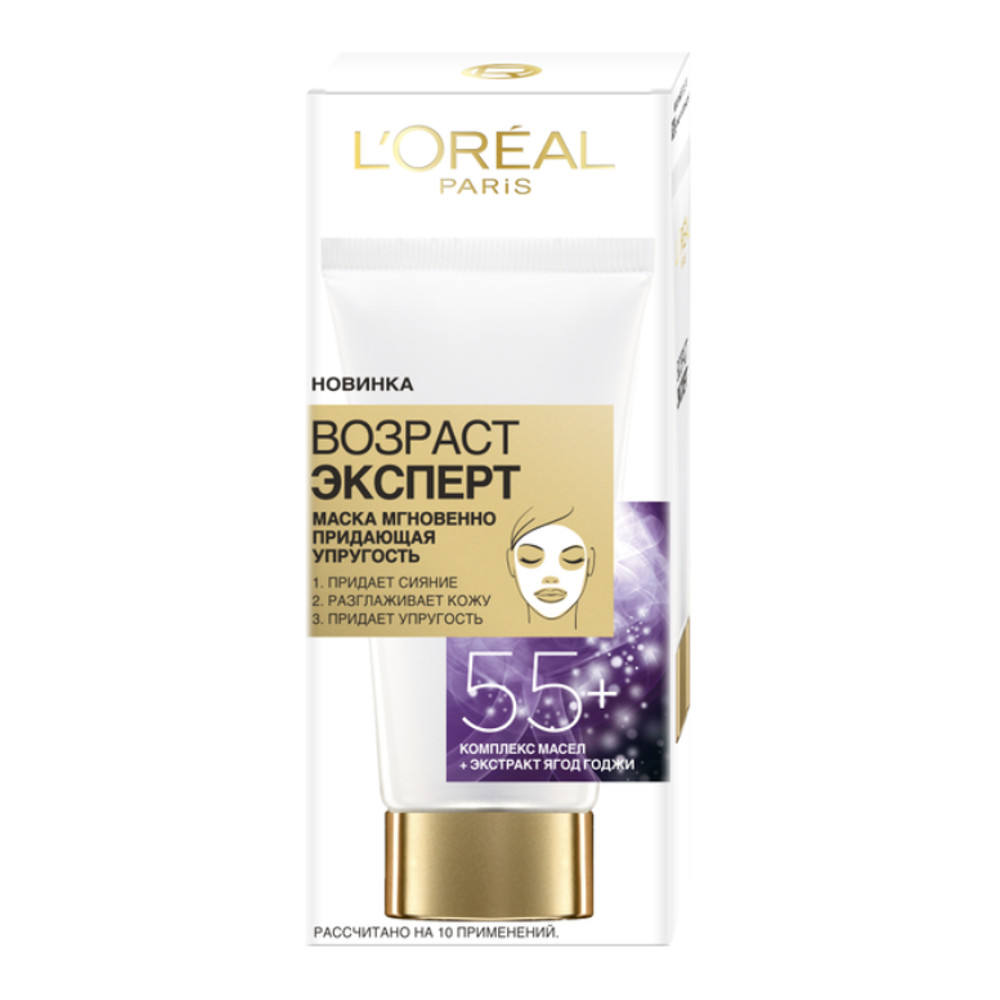 L'ORÉAL
PARiS
НОВИНКА
ВОЗРАСТ
ЭКСПЕРТ
МАСКА МГНОВЕННО
ПРИДАЮЩАЯ
УПРУГОСТЬ
1. ПРИДАЕТ СИЯНИЕ
2. РАЗГЛАЖИВАЕТ КОЖУ
3. ПРИДАЕТ УПРУГОСТЬ
55+
КОМПЛЕКС МАСЕЛ
+ ЭКСТРАКТ ЯГОД ГОДЖИ
РАССЧИТАНО НА 10 ПРИМЕНЕНИЙ.